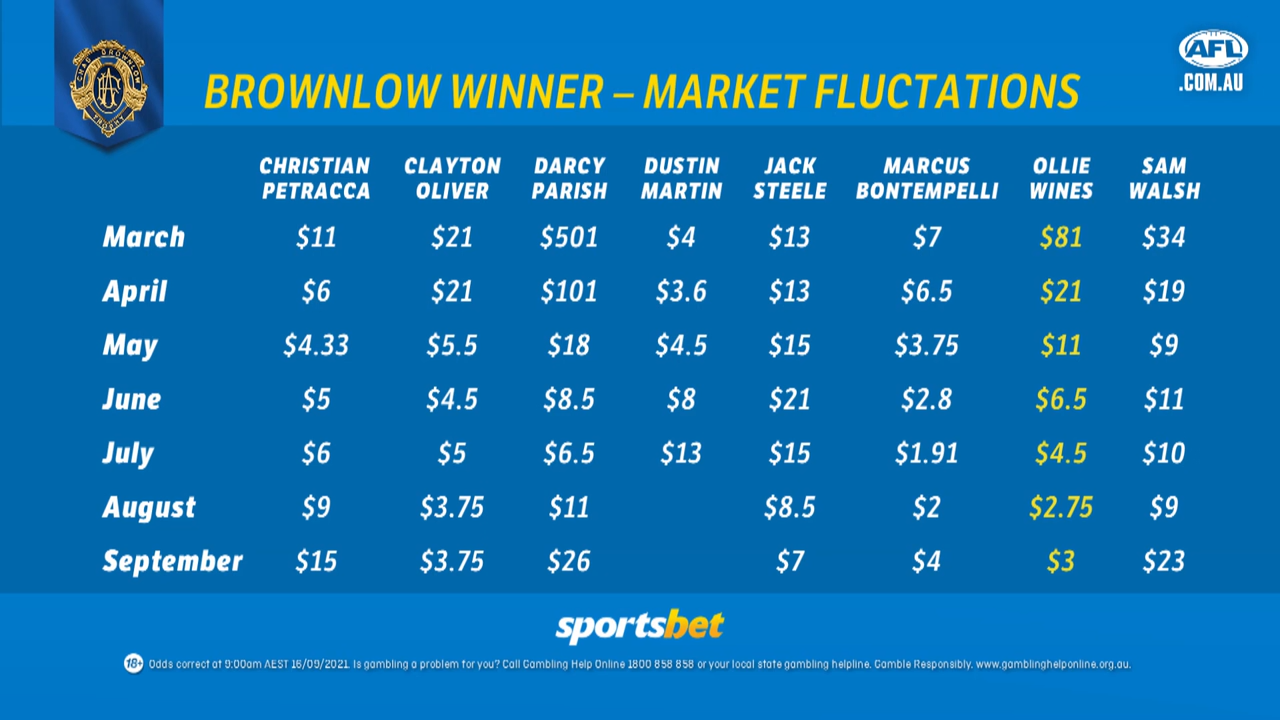 CHAS BROWNLOW
TROPHY
AFL
.COM.AU
BROWNLOW WINNER – MARKET FLUCTATIONS
CHRISTIAN PETRACCA CLAYTON OLIVER DARCY PARISH DUSTIN MARTIN JACK STEELE MARCUS BONTEMPELLI OLLIE WINES SAM WALSH
March $11 $21 $501 $4 $13 $7 $81 $34
April $6 $21 $101 $3.6 $13 $6.5 $21 $19
May $4.33 $5.5 $18 $4.5 $15 $3.75 $11 $9
June $5 $4.5 $8.5 $8 $21 $2.8 $6.5 $11
July $6 $5 $6.5 $13 $15 $1.91 $4.5 $10
August $9 $3.75 $11 $8.5 $2 $2.75 $9
September $15 $3.75 $26 $7 $4 $3 $23
sportsbet
18+ Odds correct at 9:00am AEST 16/09/2021. Is gambling a problem for you? Call Gambling Help Online 1800 858 858 or your local state gambling helpline. Gamble Responsibly. www.gamblinghelponline.org.au.